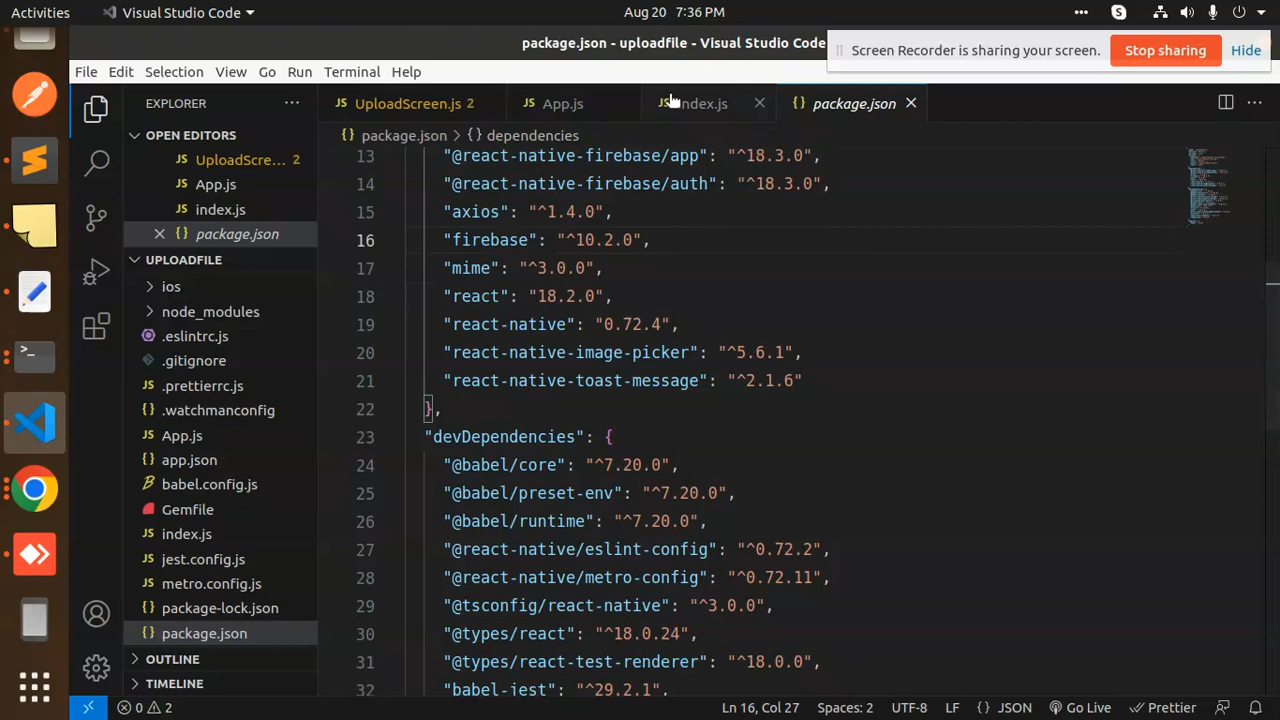 Activities Visual Studio Code Aug 20 7:36 PM
package.json - uploadfile - Visual Studio Code
Screen Recorder is sharing your screen. Stop sharing Hide
File Edit Selection View Go Run Terminal Help
EXPLORER
OPEN EDITORS
UploadScre... 2
App.js
index.js
package.json
UPLOADFILE
ios
node_modules
.eslintrc.js
.gitignore
.prettierrc.js
.watchmanconfig
App.js
app.json
babel.config.js
Gemfile
index.js
jest.config.js
metro.config.js
package-lock.json
package.json
OUTLINE
TIMELINE
UploadScreen.js 2 App.js index.js package.json
package.json > {} dependencies
13 "@react-native-firebase/app": "^18.3.0",
14 "@react-native-firebase/auth": "^18.3.0",
15 "axios": "^1.4.0",
16 "firebase": "^10.2.0",
17 "mime": "^3.0.0",
18 "react": "18.2.0",
19 "react-native": "0.72.4",
20 "react-native-image-picker": "^5.6.1",
21 "react-native-toast-message": "^2.1.6"
22 },
23 "devDependencies": {
24 "@babel/core": "^7.20.0",
25 "@babel/preset-env": "^7.20.0",
26 "@babel/runtime": "^7.20.0",
27 "@react-native/eslint-config": "^0.72.2",
28 "@react-native/metro-config": "^0.72.11",
29 "@tsconfig/react-native": "^3.0.0",
30 "@types/react": "^18.0.24",
31 "@types/react-test-renderer": "^18.0.0",
32 "babel-jest": "^29.2.1",
0 2 Ln 16, Col 27 Spaces: 2 UTF-8 LF {} JSON Go Live Prettier